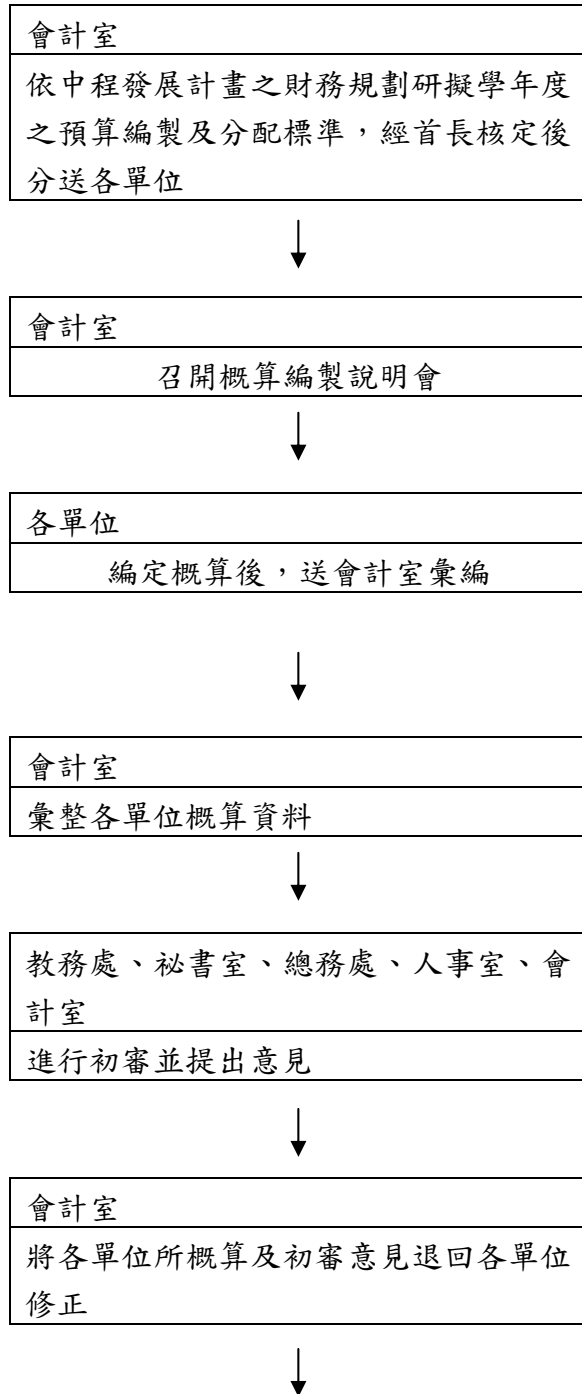 會計室
依中程發展計畫之財務規劃研擬學年度
之預算編製及分配標準，經首長核定後
分送各單位
會計室
召開概算編製說明會
各單位
編定概算後，送會計室彙編
會計室
彙整各單位概算資料
教務處、祕書室、總務處、人事室、會
計室
進行初審並提出意見
會計室
將各單位所概算及初審意見退回各單位
修正